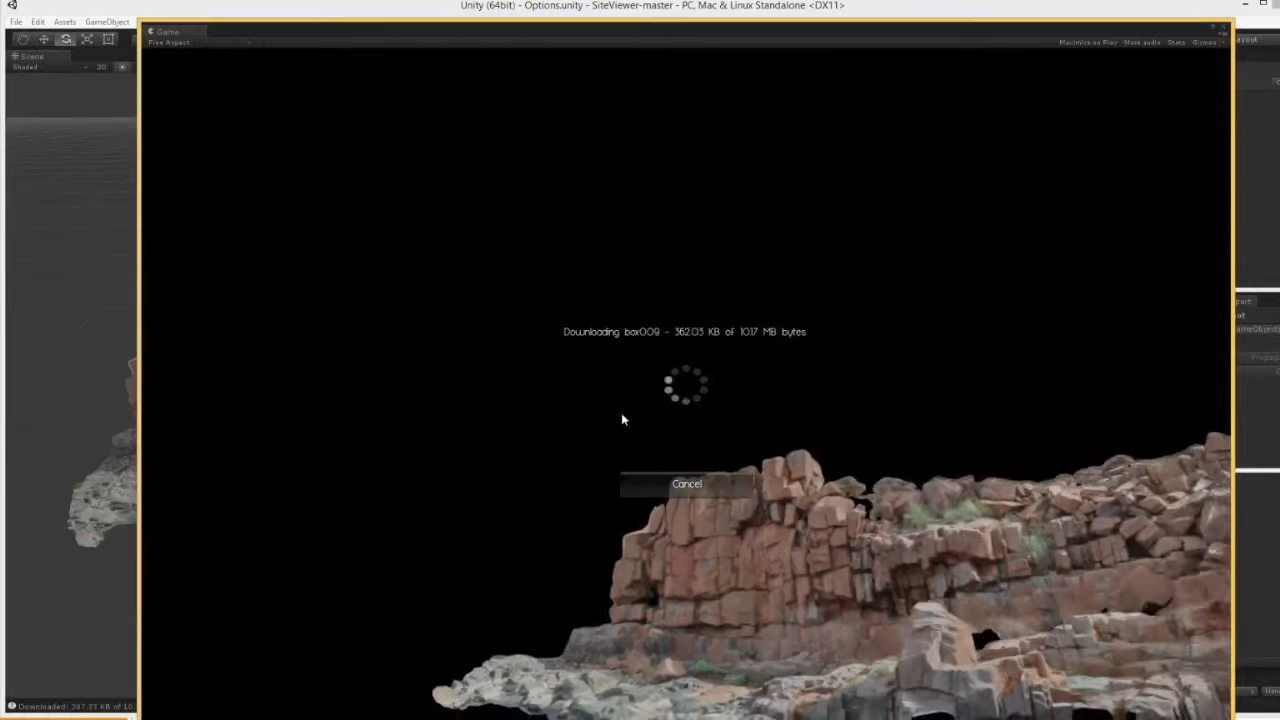 Unity (64bit) - Options.unity - SiteViewer-master - PC, Mac & Linux Standalone <DX11>
File Edit Assets GameObject
Game
Free Aspect
Maximize on Play Mute audio Stats Gizmos
Scene
Shaded 2D
Downloading box009 - 362.03 KB of 10.17 MB bytes
Cancel